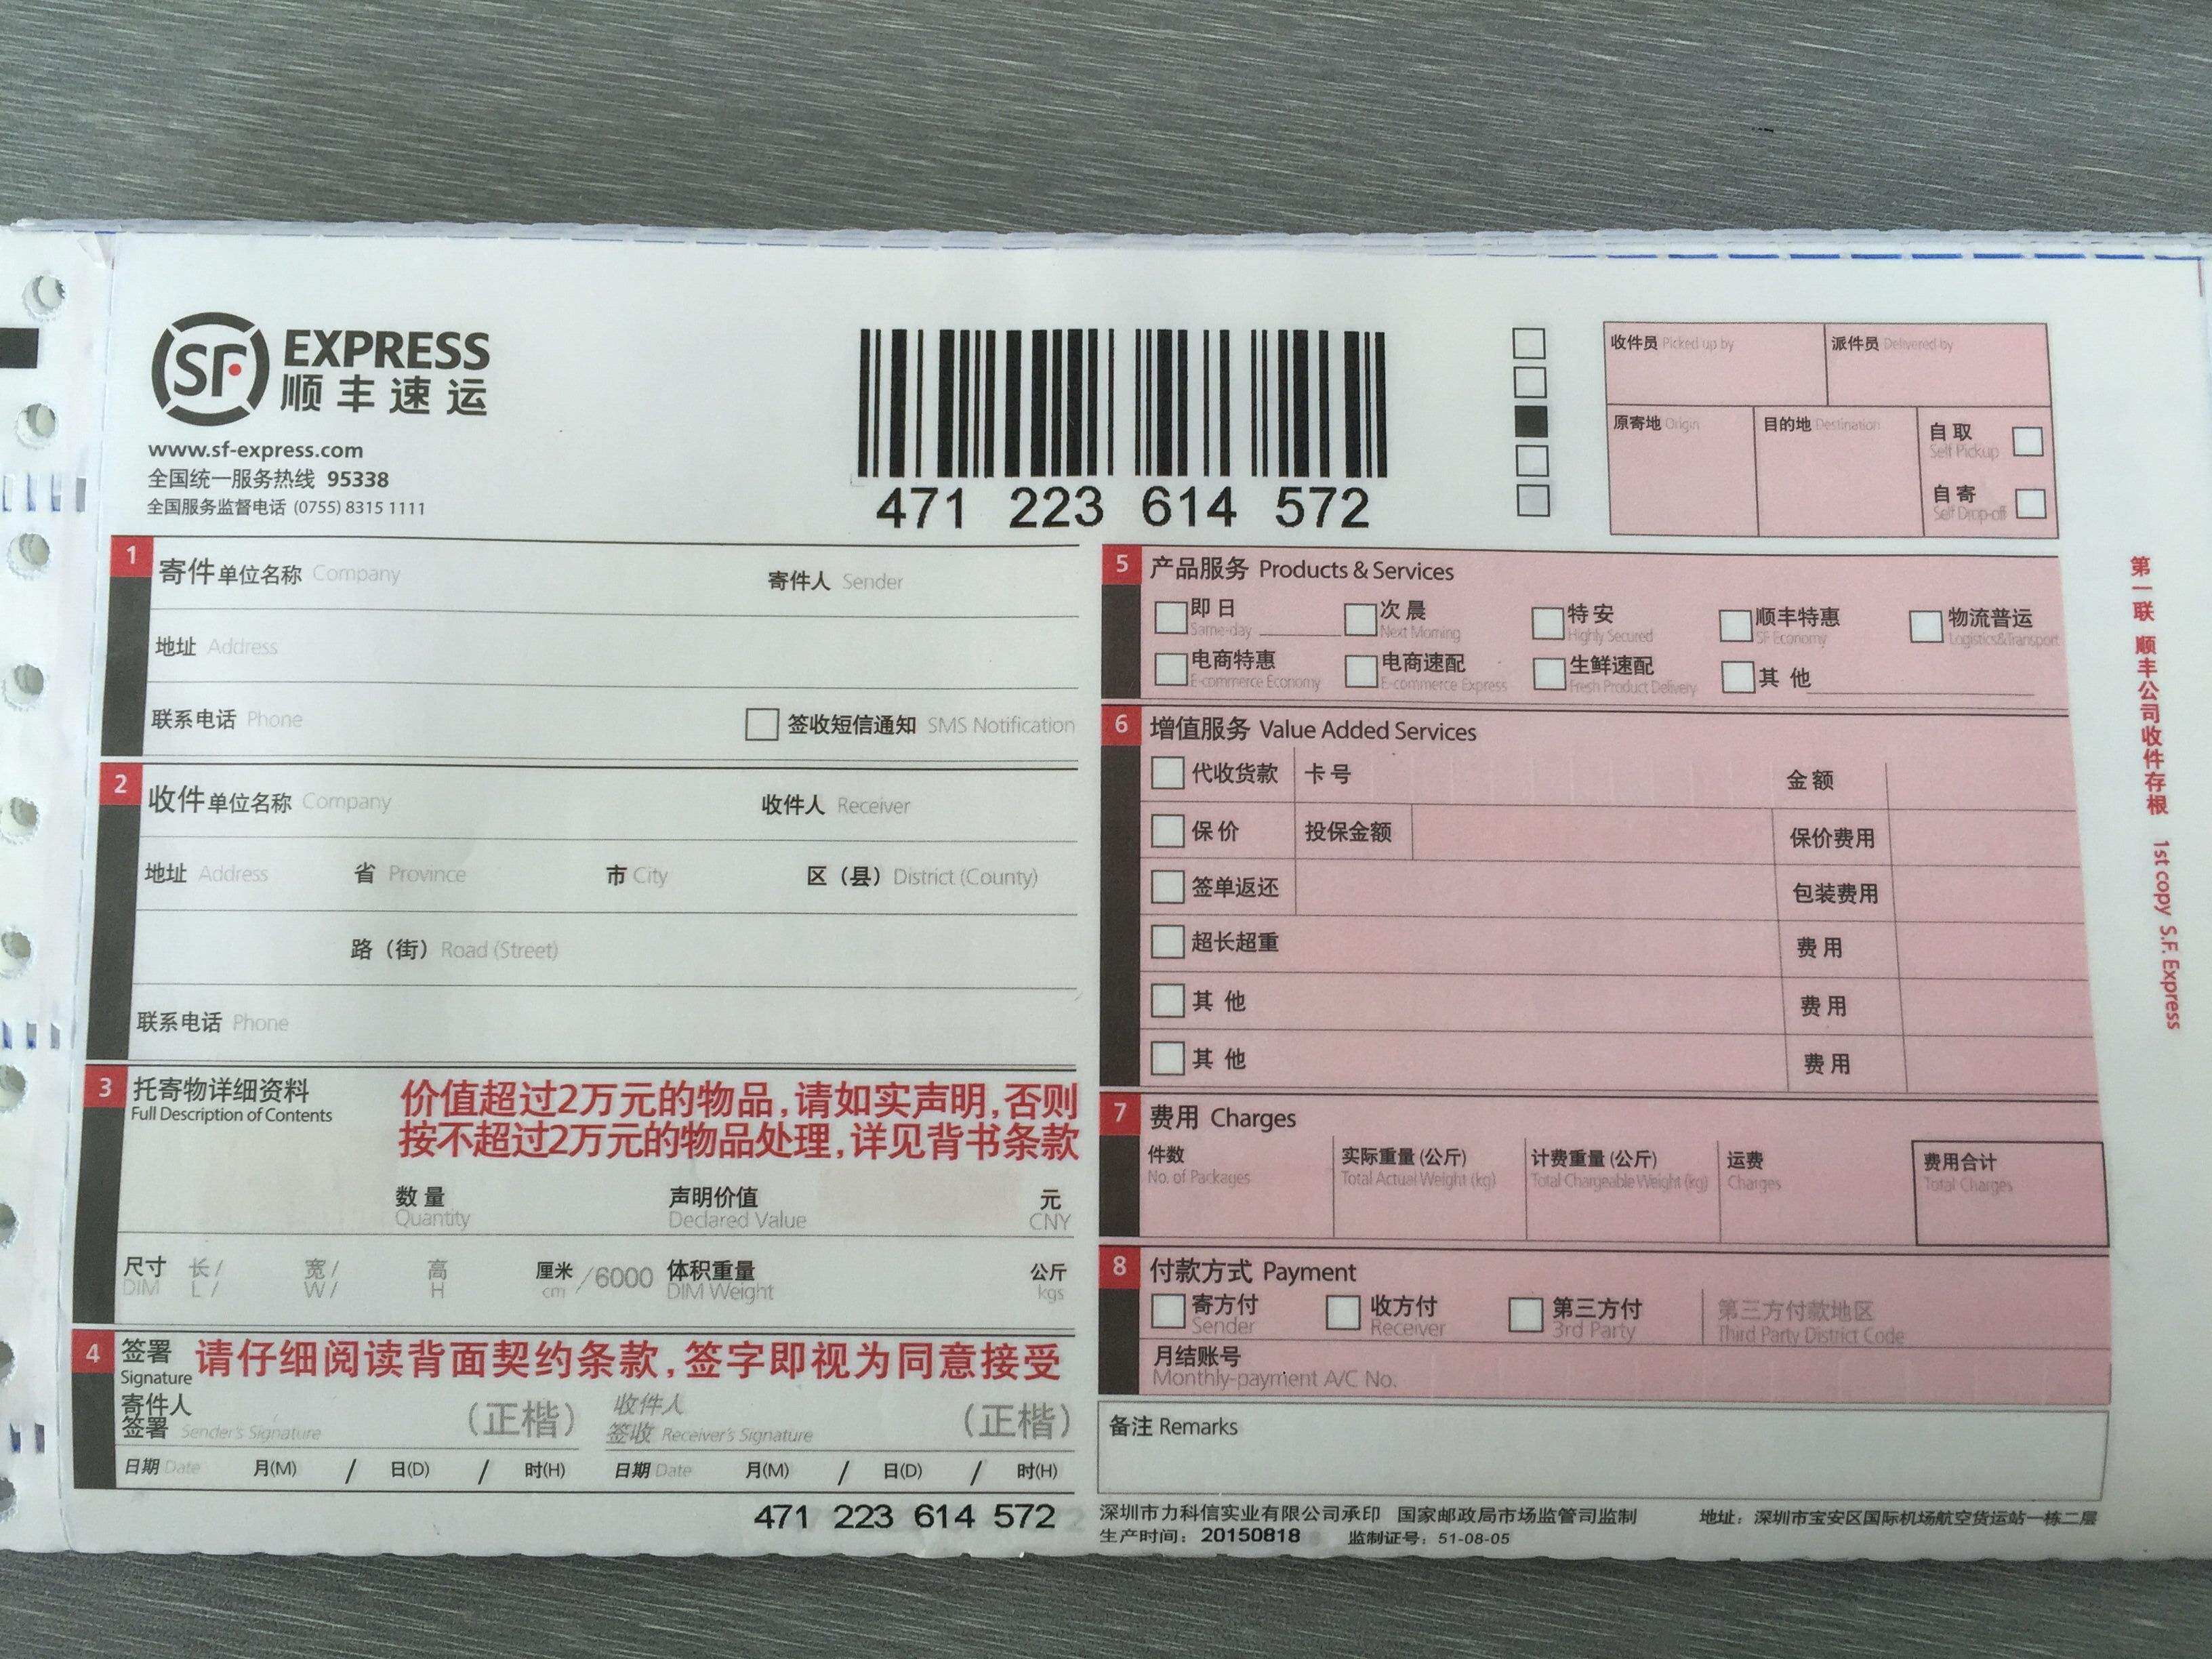 SF EXPRESS
顺丰速运
www.sf-express.com
全国统一服务热线 95338
全国服务监督电话 (0755) 8315 1111
471 223 614 572
收件员 Picked up by 派件员 Delivered by
原寄地 Origin 目的地 Destination 自取 Self Pickup
自寄 Self Drop-off
1 寄件单位名称 Company 寄件人 Sender
地址 Address
联系电话 Phone 签收短信通知 SMS Notification
2 收件单位名称 Company 收件人 Receiver
地址 Address 省 Province 市 City 区（县）District (County)
路（街）Road (Street)
联系电话 Phone
3 托寄物详细资料
Full Description of Contents
价值超过2万元的物品,请如实声明,否则
按不超过2万元的物品处理,详见背书条款
数量 声明价值 元
Quantity Declared Value CNY
尺寸 长/ 宽/ 高 厘米 /6000 体积重量 公斤
DIM L/ W/ H cm DIM Weight kgs
4 签署 请仔细阅读背面契约条款,签字即视为同意接受
Signature
寄件人 (正楷) 收件人 (正楷)
签署 Sender's Signature 签收 Receiver's Signature
日期 Date 月(M) / 日(D) / 时(H) 日期 Date 月(M) / 日(D) / 时(H)
471 223 614 572
5 产品服务 Products & Services
即日 次晨 特安 顺丰特惠 物流普运
Same-day Next Morning Highly Secured SF Economy Logistics&Transport
电商特惠 电商速配 生鲜速配 其他
E-commerce Economy E-commerce Express Fresh Product Delivery
6 增值服务 Value Added Services
代收货款 卡号 金额
保价 投保金额 保价费用
签单返还 包装费用
超长超重 费用
其他 费用
其他 费用
7 费用 Charges
件数 实际重量(公斤) 计费重量(公斤) 运费 费用合计
No. of Packages Total Actual Weight (kg) Total Chargeable Weight (kg) Charges Total Charges
8 付款方式 Payment
寄方付 收方付 第三方付 第三方付款地区
Sender Receiver 3rd Party Third Party District Code
月结账号
Monthly-payment A/C No.
备注 Remarks
深圳市力科信实业有限公司承印 国家邮政局市场监管司监制 地址：深圳市宝安区国际机场航空货运站一栋二层
生产时间：20150818 监制证号：51-08-05
第一联 顺丰公司收件存根 1st copy S.F. Express